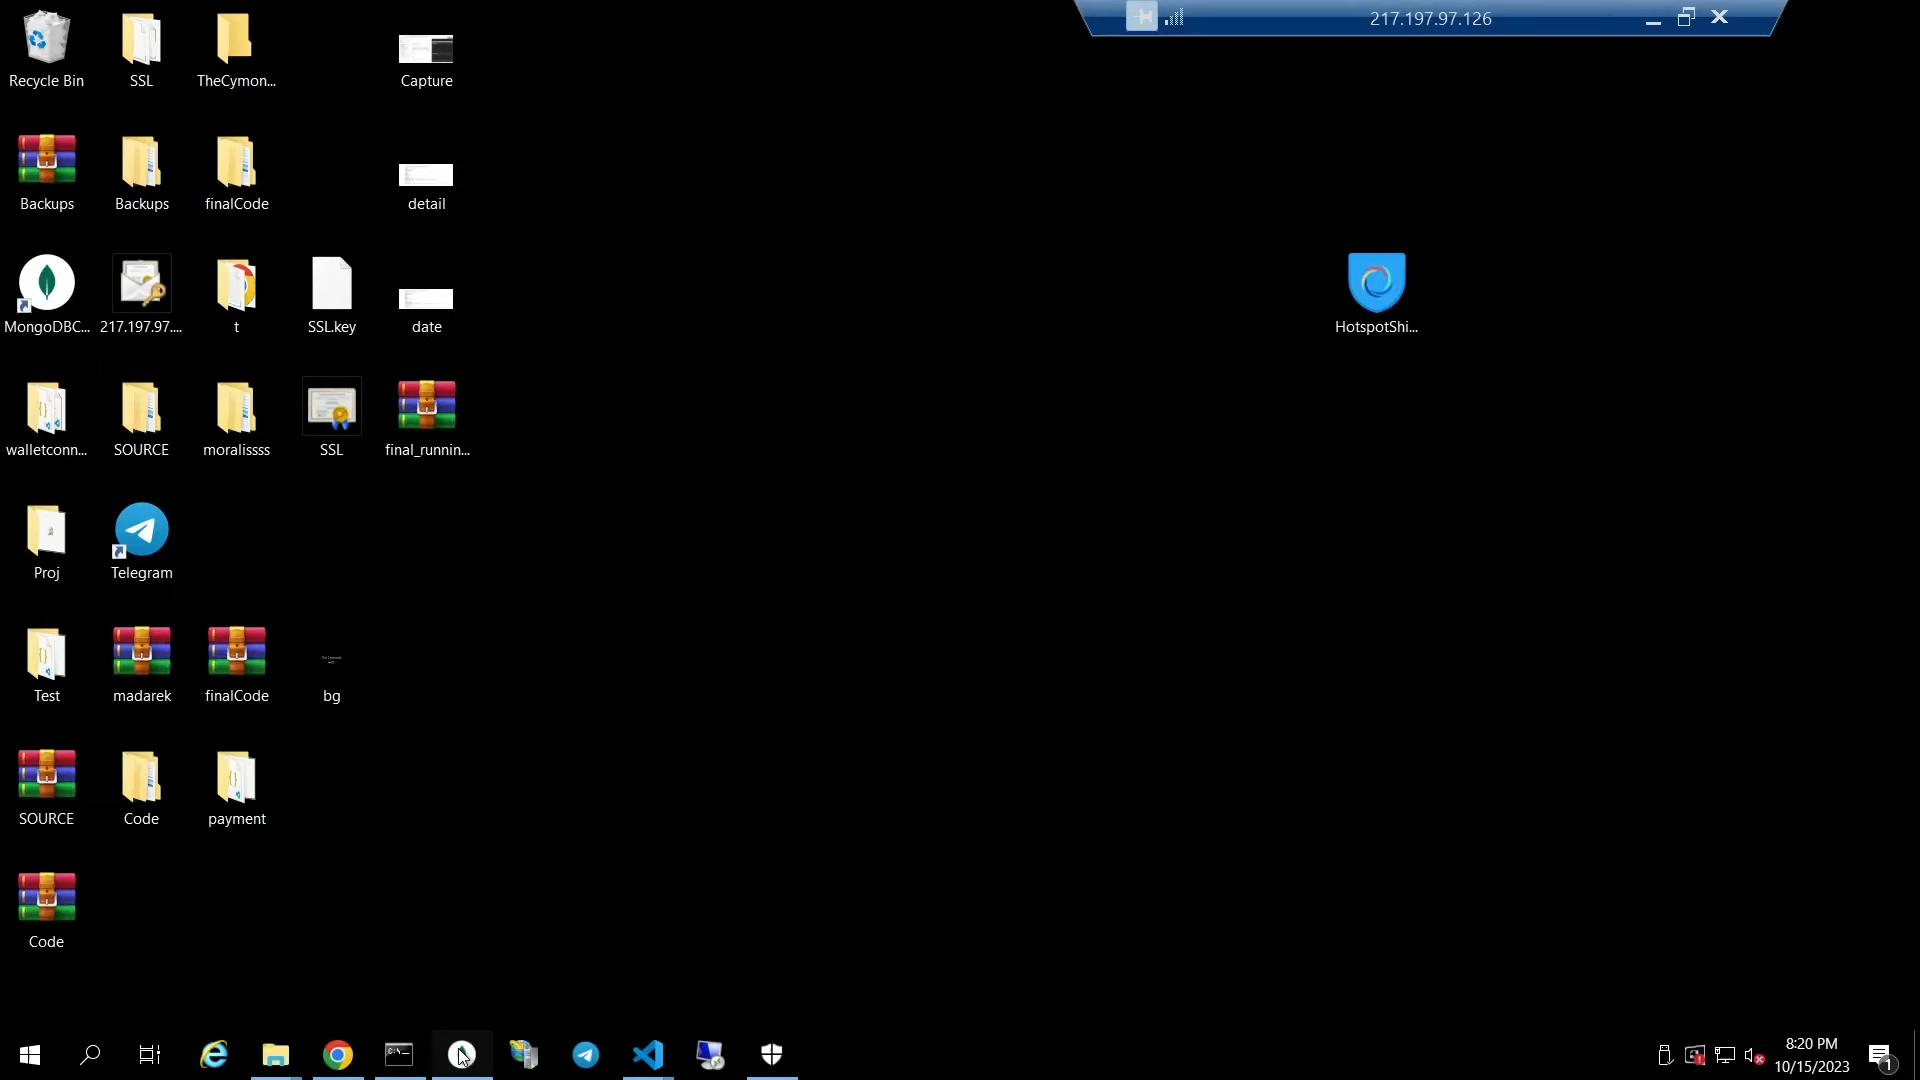 217.197.97.126
Recycle Bin
SSL
TheCymon...
Capture
Backups
Backups
finalCode
detail
MongoDBC...
217.197.97....
t
SSL.key
date
HotspotShi...
walletconn...
SOURCE
moralissss
SSL
final_runnin...
Proj
Telegram
Test
madarek
finalCode
bg
SOURCE
Code
payment
Code
8:20 PM
10/15/2023
1